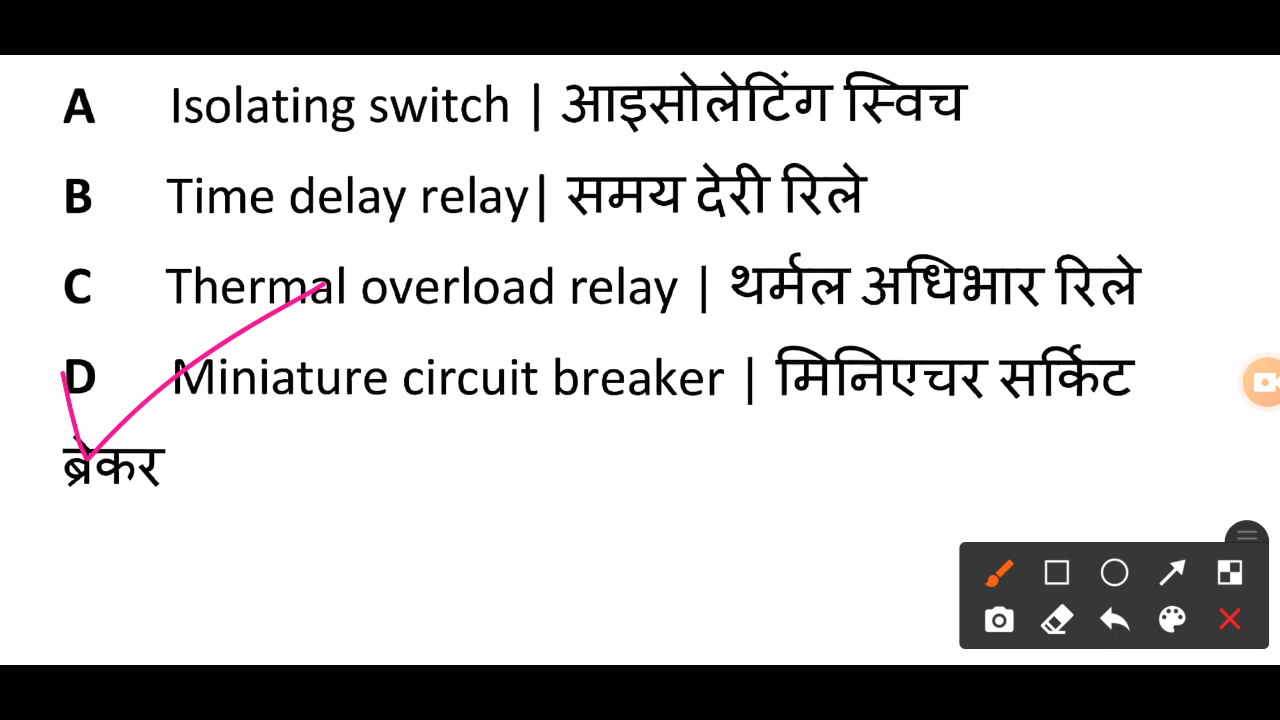 A Isolating switch | आइसोलेटिंग स्विच
B Time delay relay| समय देरी रिले
C Thermal overload relay | थर्मल अधिभार रिले
D Miniature circuit breaker | मिनिएचर सर्किट
ब्रेकर